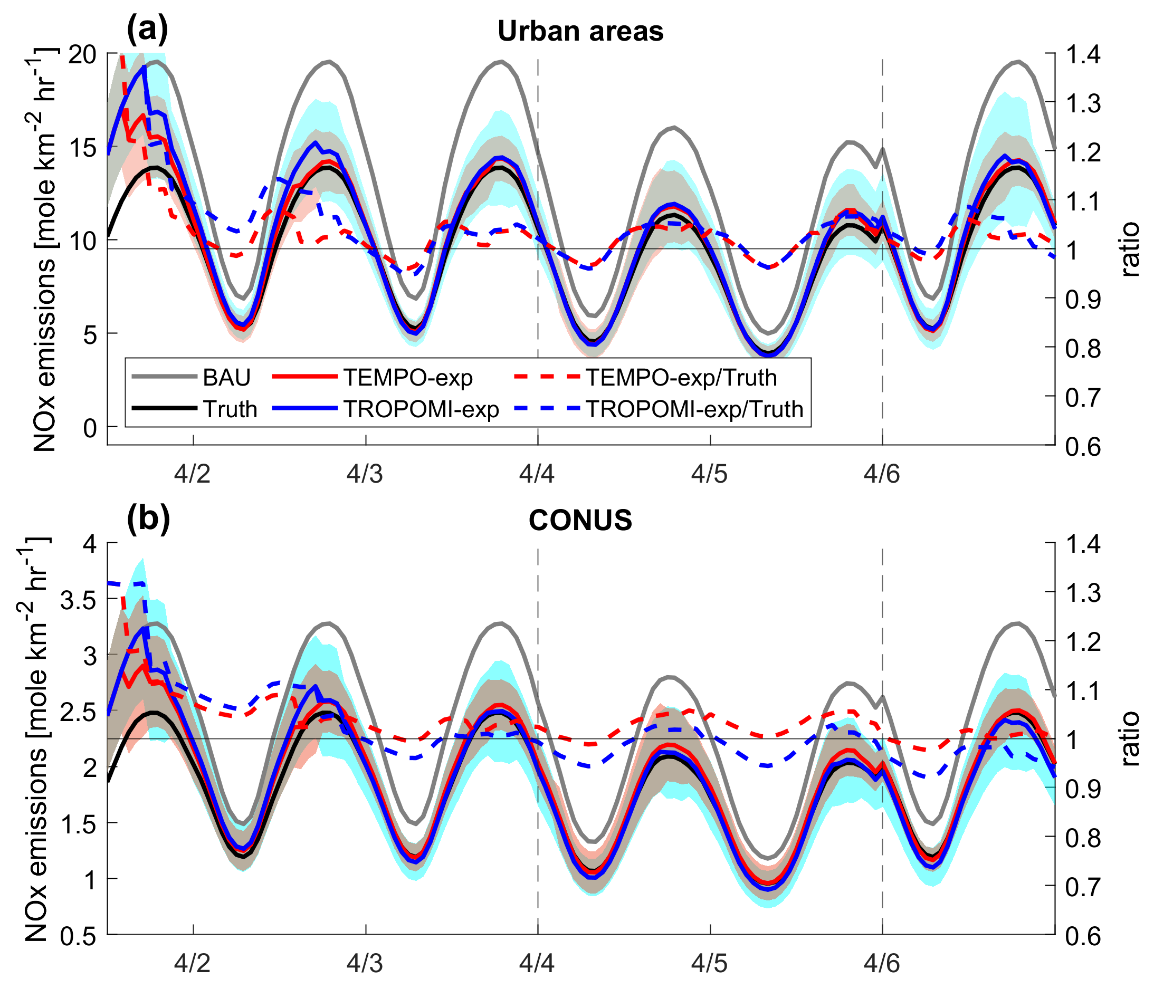 (a)
Urban areas
NOx emissions [mole km-2 hr-1]
20
15
10
5
0
1.4
1.3
1.2
1.1
1
0.9
0.8
0.7
0.6
ratio
BAU
TEMPO-exp
TEMPO-exp/Truth
Truth
TROPOMI-exp
TROPOMI-exp/Truth
4/2
4/3
4/4
4/5
4/6
(b)
CONUS
NOx emissions [mole km-2 hr-1]
4
3.5
3
2.5
2
1.5
1
0.5
1.4
1.3
1.2
1.1
1
0.9
0.8
0.7
0.6
ratio
4/2
4/3
4/4
4/5
4/6